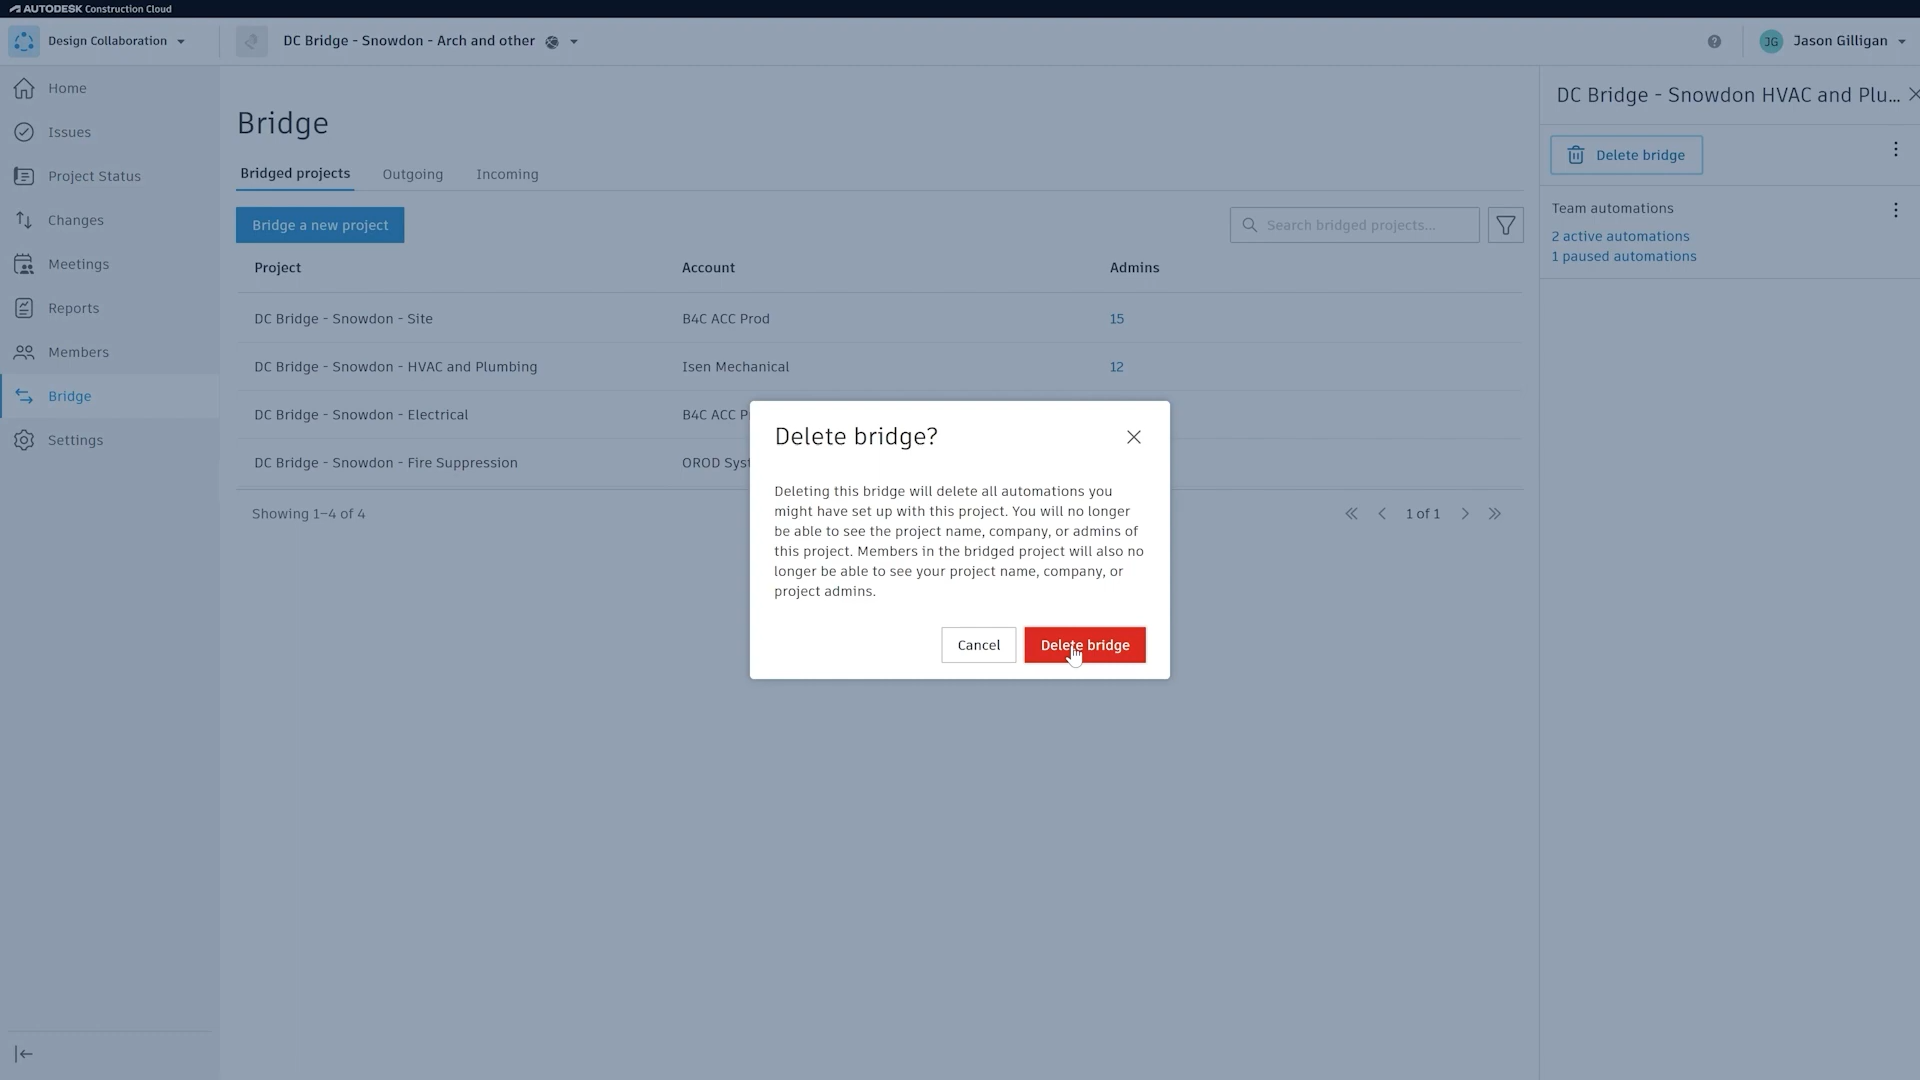 AUTODESK Construction Cloud
Design Collaboration
DC Bridge - Snowdon - Arch and other
JG Jason Gilligan
Home
Issues
Project Status
Changes
Meetings
Reports
Members
Bridge
Settings
Bridge
Bridged projects Outgoing Incoming
Bridge a new project
Search bridged projects...
Project Account Admins
DC Bridge - Snowdon - Site B4C ACC Prod 15
DC Bridge - Snowdon - HVAC and Plumbing Isen Mechanical 12
DC Bridge - Snowdon - Electrical B4C ACC P
DC Bridge - Snowdon - Fire Suppression OROD Syst
Showing 1–4 of 4
1 of 1
DC Bridge - Snowdon HVAC and Plu...
Delete bridge
Team automations
2 active automations
1 paused automations
Delete bridge?
Deleting this bridge will delete all automations you
might have set up with this project. You will no longer
be able to see the project name, company, or admins of
this project. Members in the bridged project will also no
longer be able to see your project name, company, or
project admins.
Cancel Delete bridge